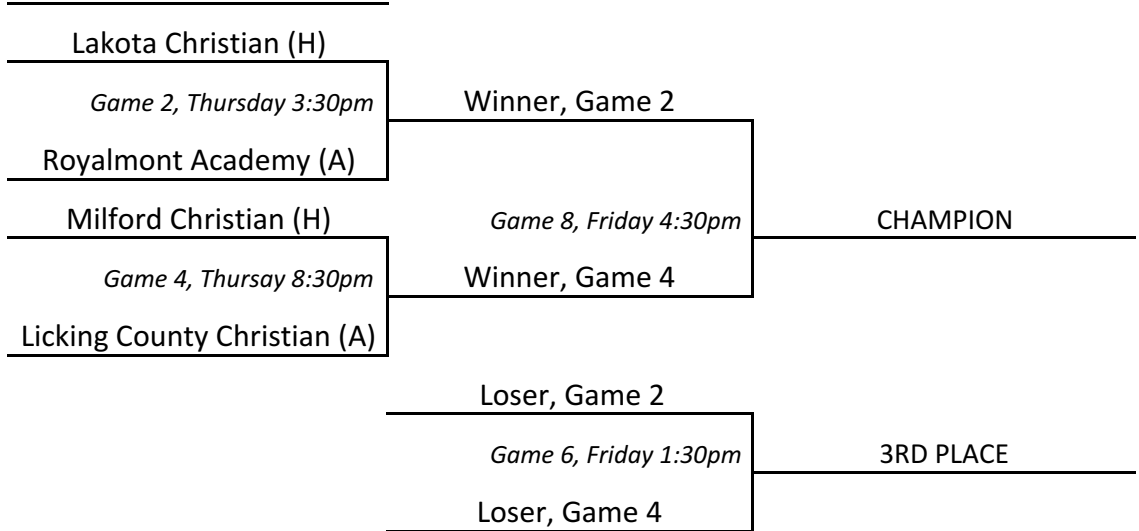 Lakota Christian (H)
Game 2, Thursday 3:30pm
Winner, Game 2
Royalmont Academy (A)
Milford Christian (H)
Game 8, Friday 4:30pm
CHAMPION
Game 4, Thursay 8:30pm
Winner, Game 4
Licking County Christian (A)
Loser, Game 2
Game 6, Friday 1:30pm
3RD PLACE
Loser, Game 4